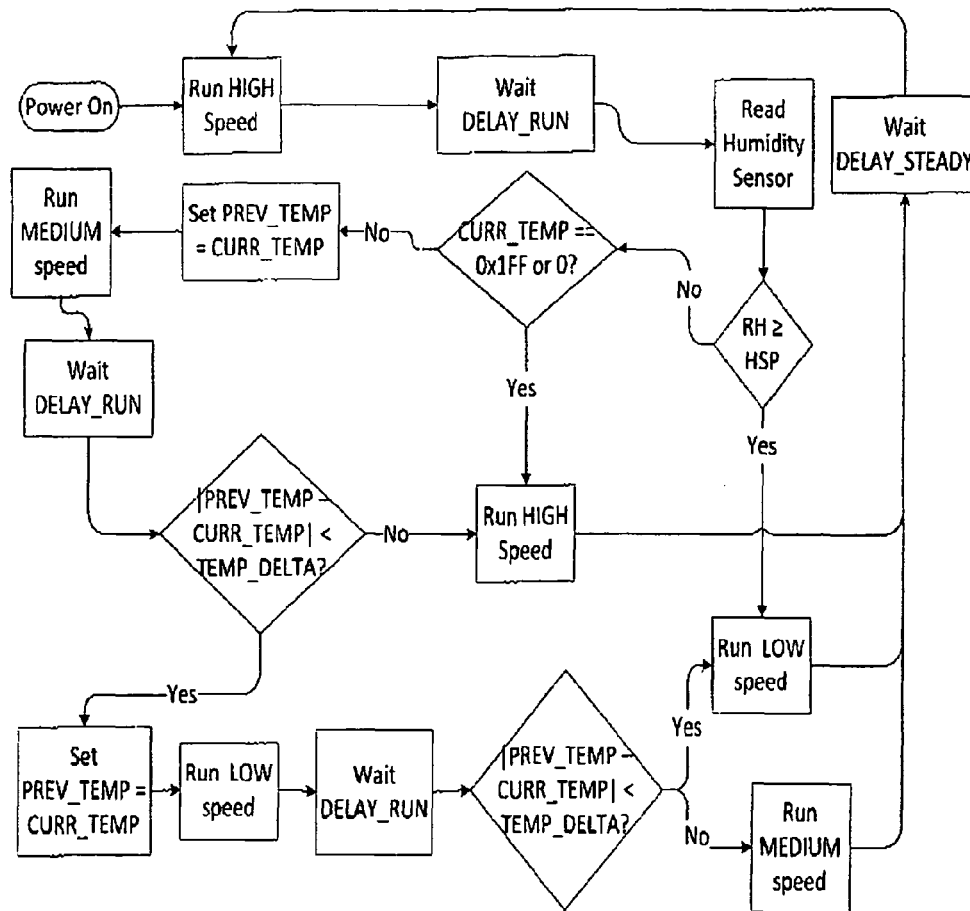 Power On
Run HIGH
Speed
Wait
DELAY_RUN
Read
Humidity
Sensor
Wait
DELAY_STEADY
Run
MEDIUM
speed
Set PREV_TEMP
= CURR_TEMP
No
CURR_TEMP ==
0x1FF or 0?
No
RH ≥
HSP
Wait
DELAY_RUN
Yes
Yes
|PREV_TEMP –
CURR_TEMP| <
TEMP_DELTA?
No
Run HIGH
Speed
Yes
Run LOW
speed
Set
PREV_TEMP =
CURR_TEMP
Run LOW
speed
Wait
DELAY_RUN
|PREV_TEMP –
CURR_TEMP| <
TEMP_DELTA?
Yes
No
Run
MEDIUM
speed